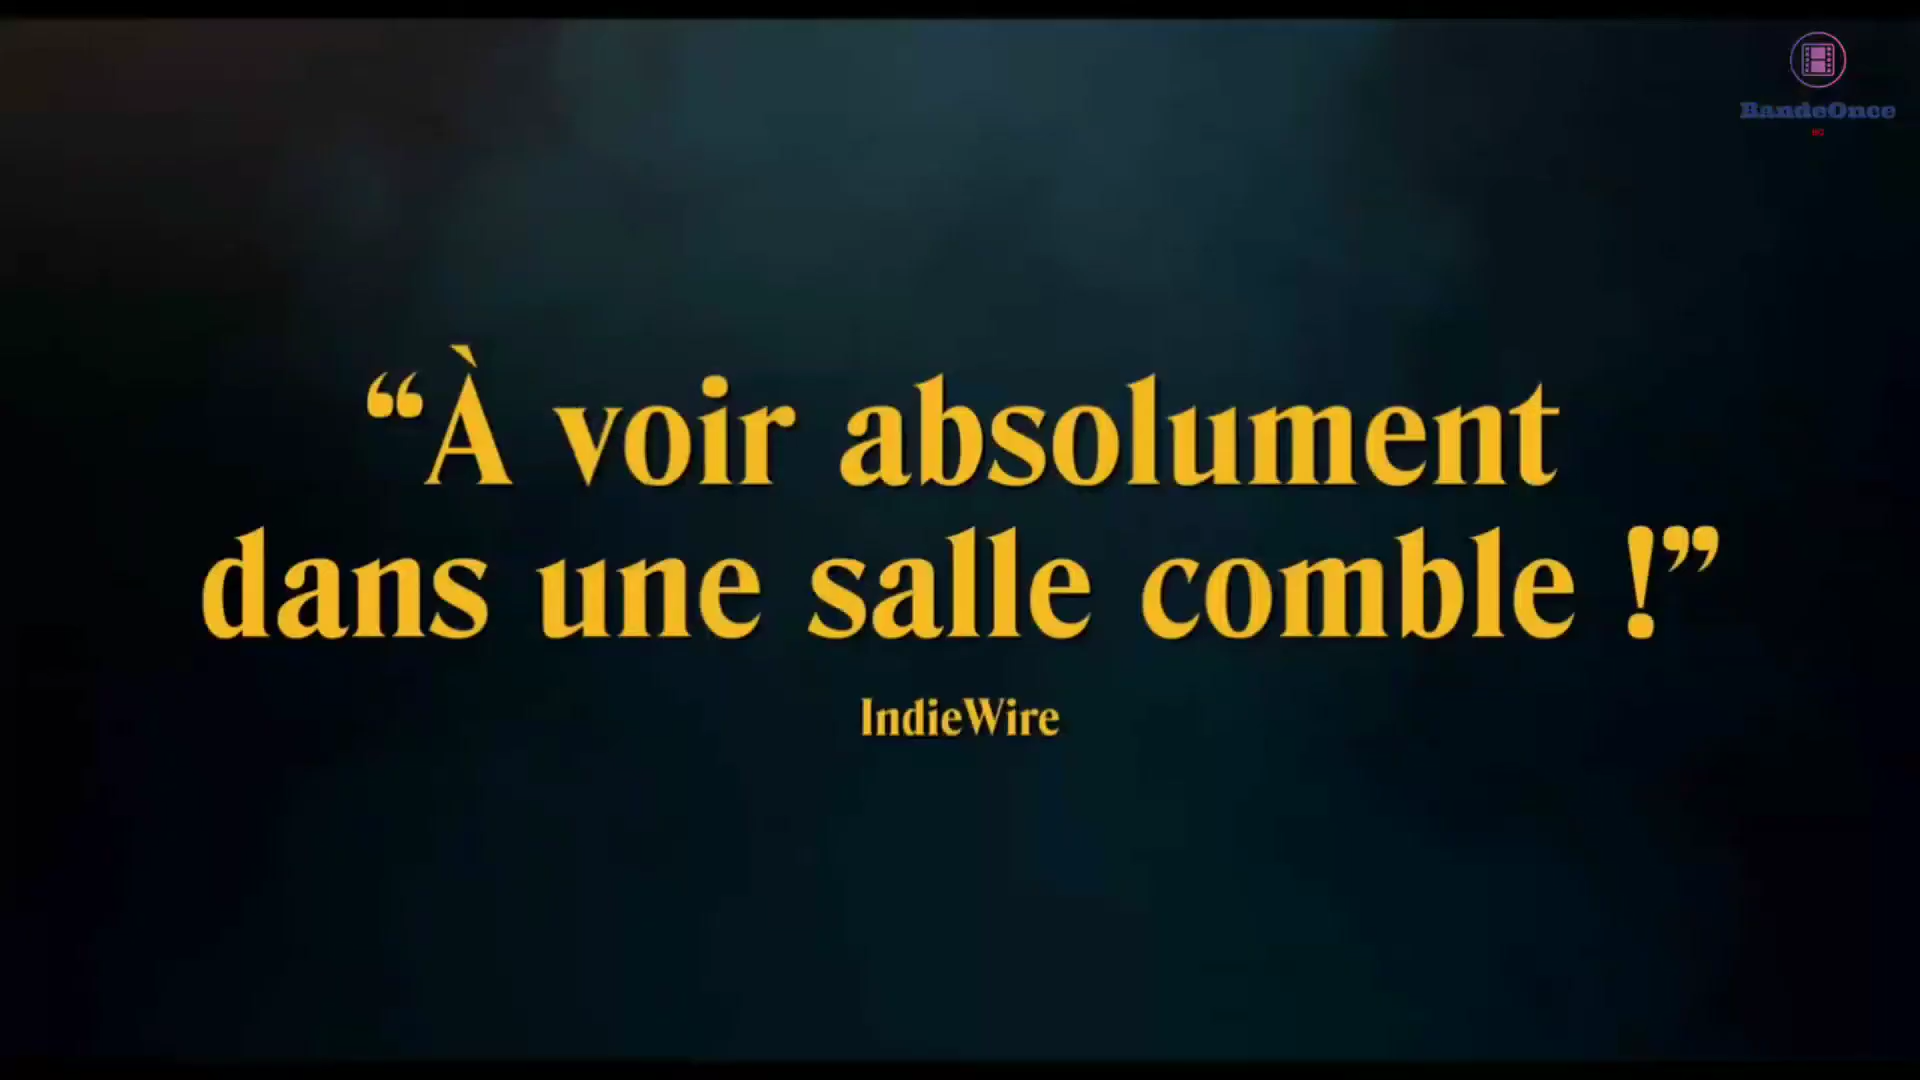 BandeOnce
“À voir absolument
dans une salle comble !”
IndieWire